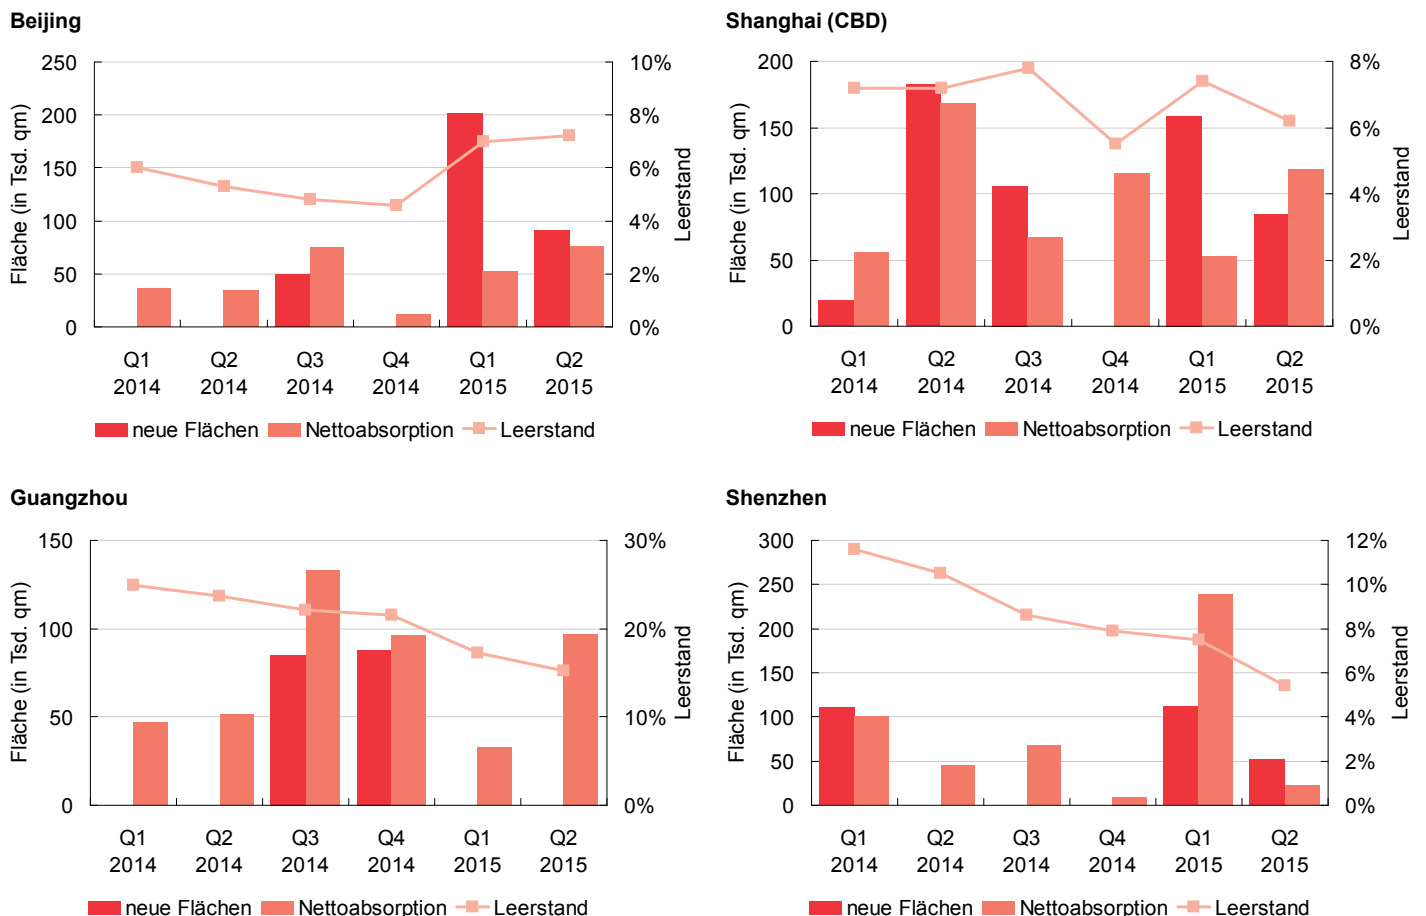 Beijing
Fläche (in Tsd. qm)
250
200
150
100
50
0
10%
8%
6%
4%
2%
0%
Leerstand
Q1 Q2 Q3 Q4 Q1 Q2
2014 2014 2014 2014 2015 2015
neue Flächen Nettoabsorption Leerstand
Shanghai (CBD)
Fläche (in Tsd. qm)
200
150
100
50
0
8%
6%
4%
2%
0%
Leerstand
Q1 Q2 Q3 Q4 Q1 Q2
2014 2014 2014 2014 2015 2015
neue Flächen Nettoabsorption Leerstand
Guangzhou
Fläche (in Tsd. qm)
150
100
50
0
30%
20%
10%
0%
Leerstand
Q1 Q2 Q3 Q4 Q1 Q2
2014 2014 2014 2014 2015 2015
neue Flächen Nettoabsorption Leerstand
Shenzhen
Fläche (in Tsd. qm)
300
250
200
150
100
50
0
12%
10%
8%
6%
4%
2%
0%
Leerstand
Q1 Q2 Q3 Q4 Q1 Q2
2014 2014 2014 2014 2015 2015
neue Flächen Nettoabsorption Leerstand